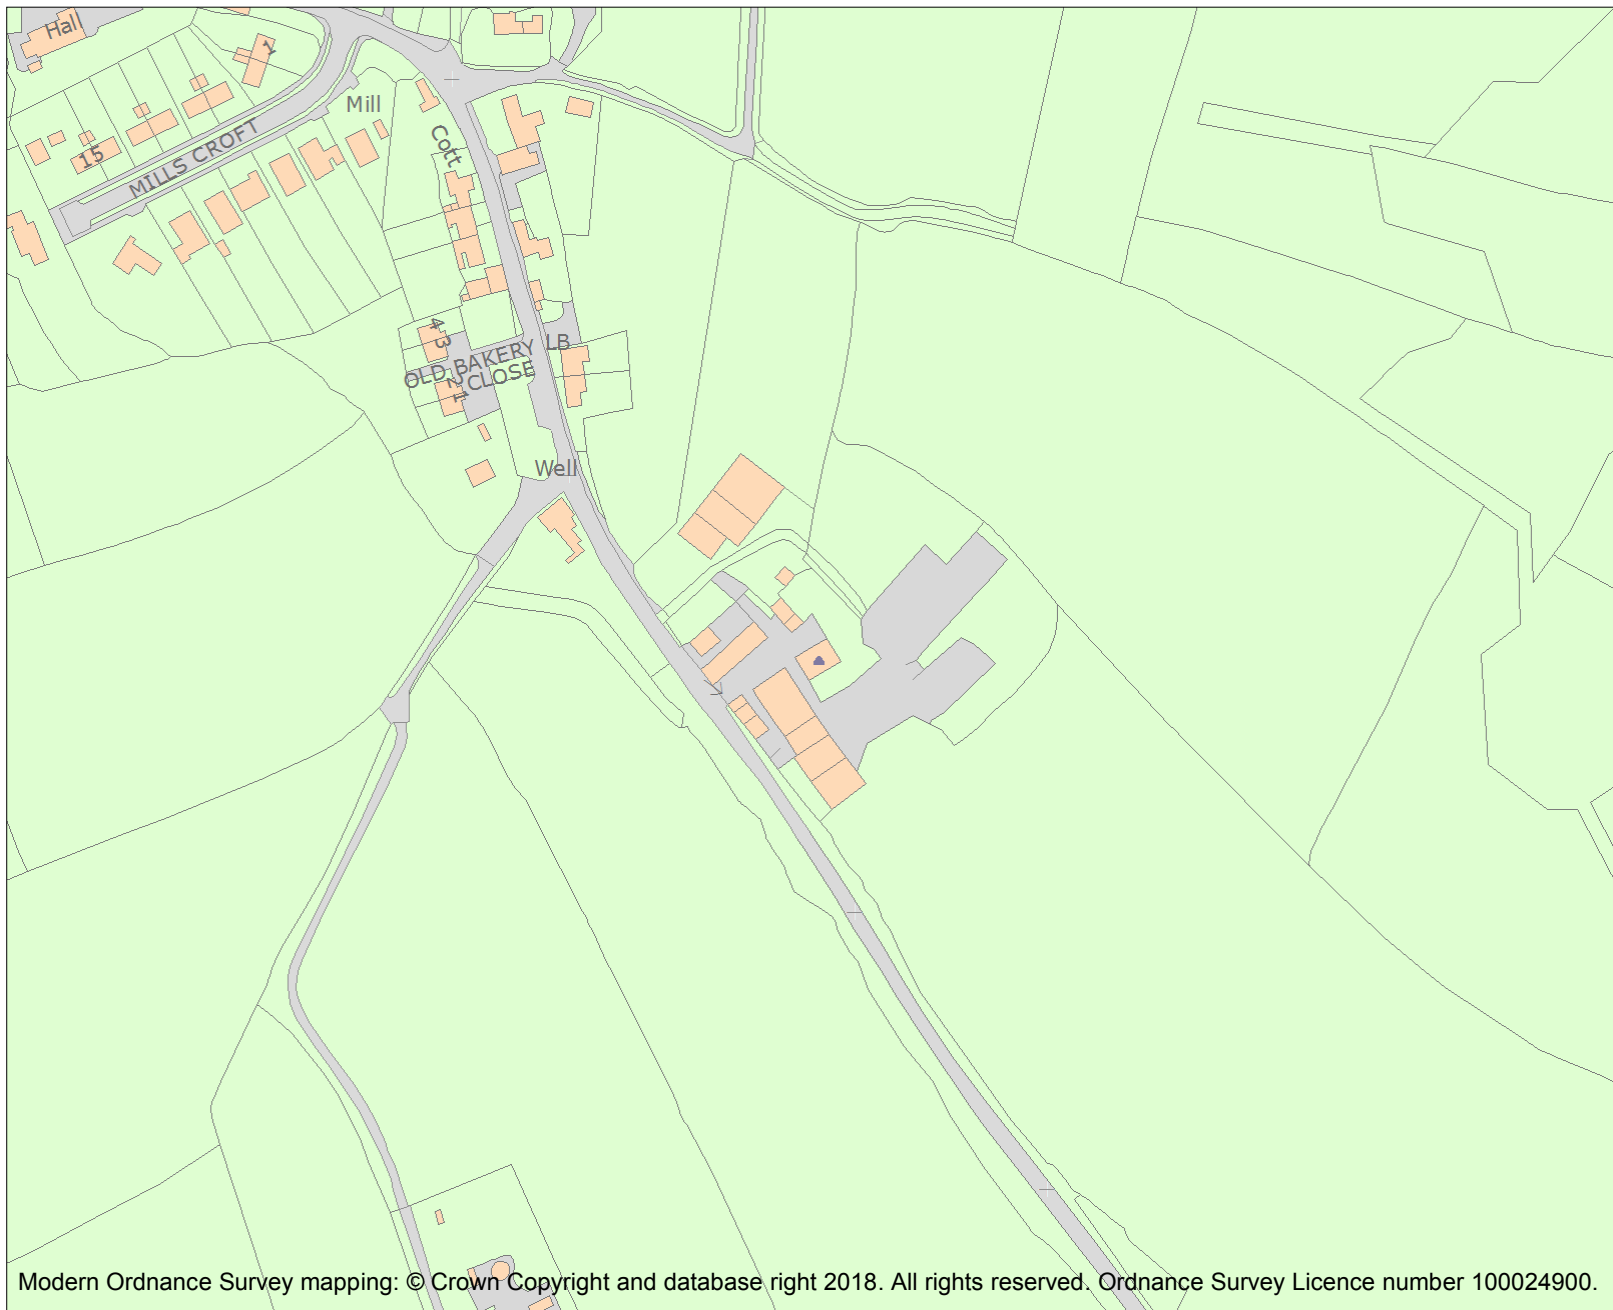 Hall
1
Mill
15
MILLS CROFT
Cott
4
3
LB
OLD BAKERY
CLOSE
2
1
Well
Modern Ordnance Survey mapping: © Crown Copyright and database right 2018. All rights reserved. Ordnance Survey Licence number 100024900.